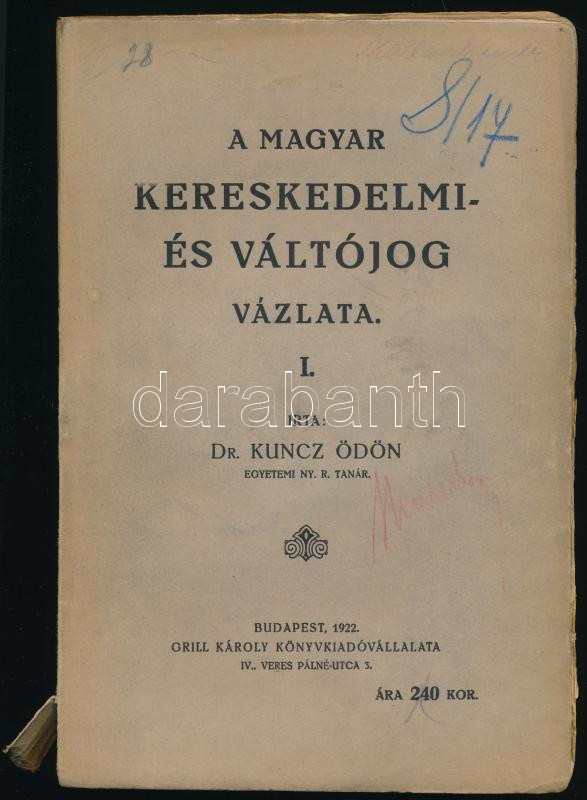 28
8/17
A MAGYAR
KERESKEDELMI-
ÉS VÁLTÓJOG
VÁZLATA.
I.
darabanth
IRTA:
DR. KUNCZ ÖDÖN
EGYETEMI NY. R. TANÁR.
BUDAPEST, 1922.
GRILL KÁROLY KÖNYVKIADÓVÁLLALATA
IV., VERES PÁLNÉ-UTCA 3.
ÁRA 240 KOR.